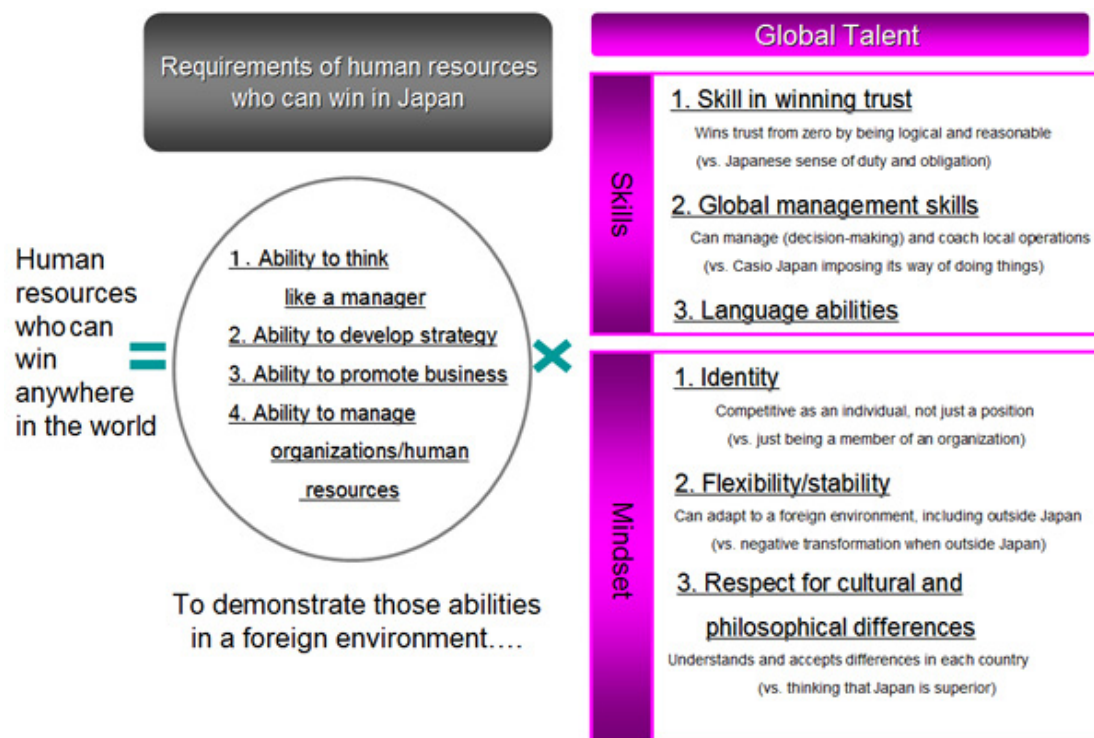 Requirements of human resources
who can win in Japan
Human
resources
who can
win
anywhere
in the world
=
1. Ability to think
like a manager
2. Ability to develop strategy
3. Ability to promote business
4. Ability to manage
organizations/human
resources
×
To demonstrate those abilities
in a foreign environment….
Global Talent
Skills
1. Skill in winning trust
Wins trust from zero by being logical and reasonable
(vs. Japanese sense of duty and obligation)
2. Global management skills
Can manage (decision-making) and coach local operations
(vs. Casio Japan imposing its way of doing things)
3. Language abilities
Mindset
1. Identity
Competitive as an individual, not just a position
(vs. just being a member of an organization)
2. Flexibility/stability
Can adapt to a foreign environment, including outside Japan
(vs. negative transformation when outside Japan)
3. Respect for cultural and
philosophical differences
Understands and accepts differences in each country
(vs. thinking that Japan is superior)